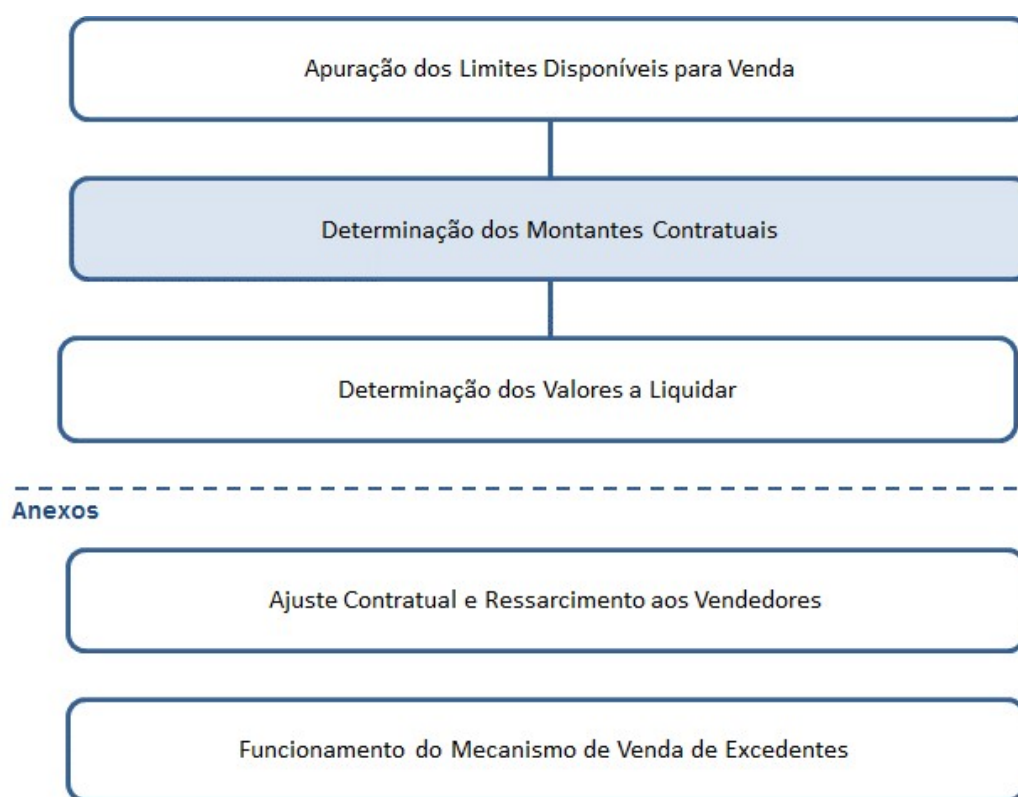 Apuração dos Limites Disponíveis para Venda
Determinação dos Montantes Contratuais
Determinação dos Valores a Liquidar
Anexos
Ajuste Contratual e Ressarcimento aos Vendedores
Funcionamento do Mecanismo de Venda de Excedentes